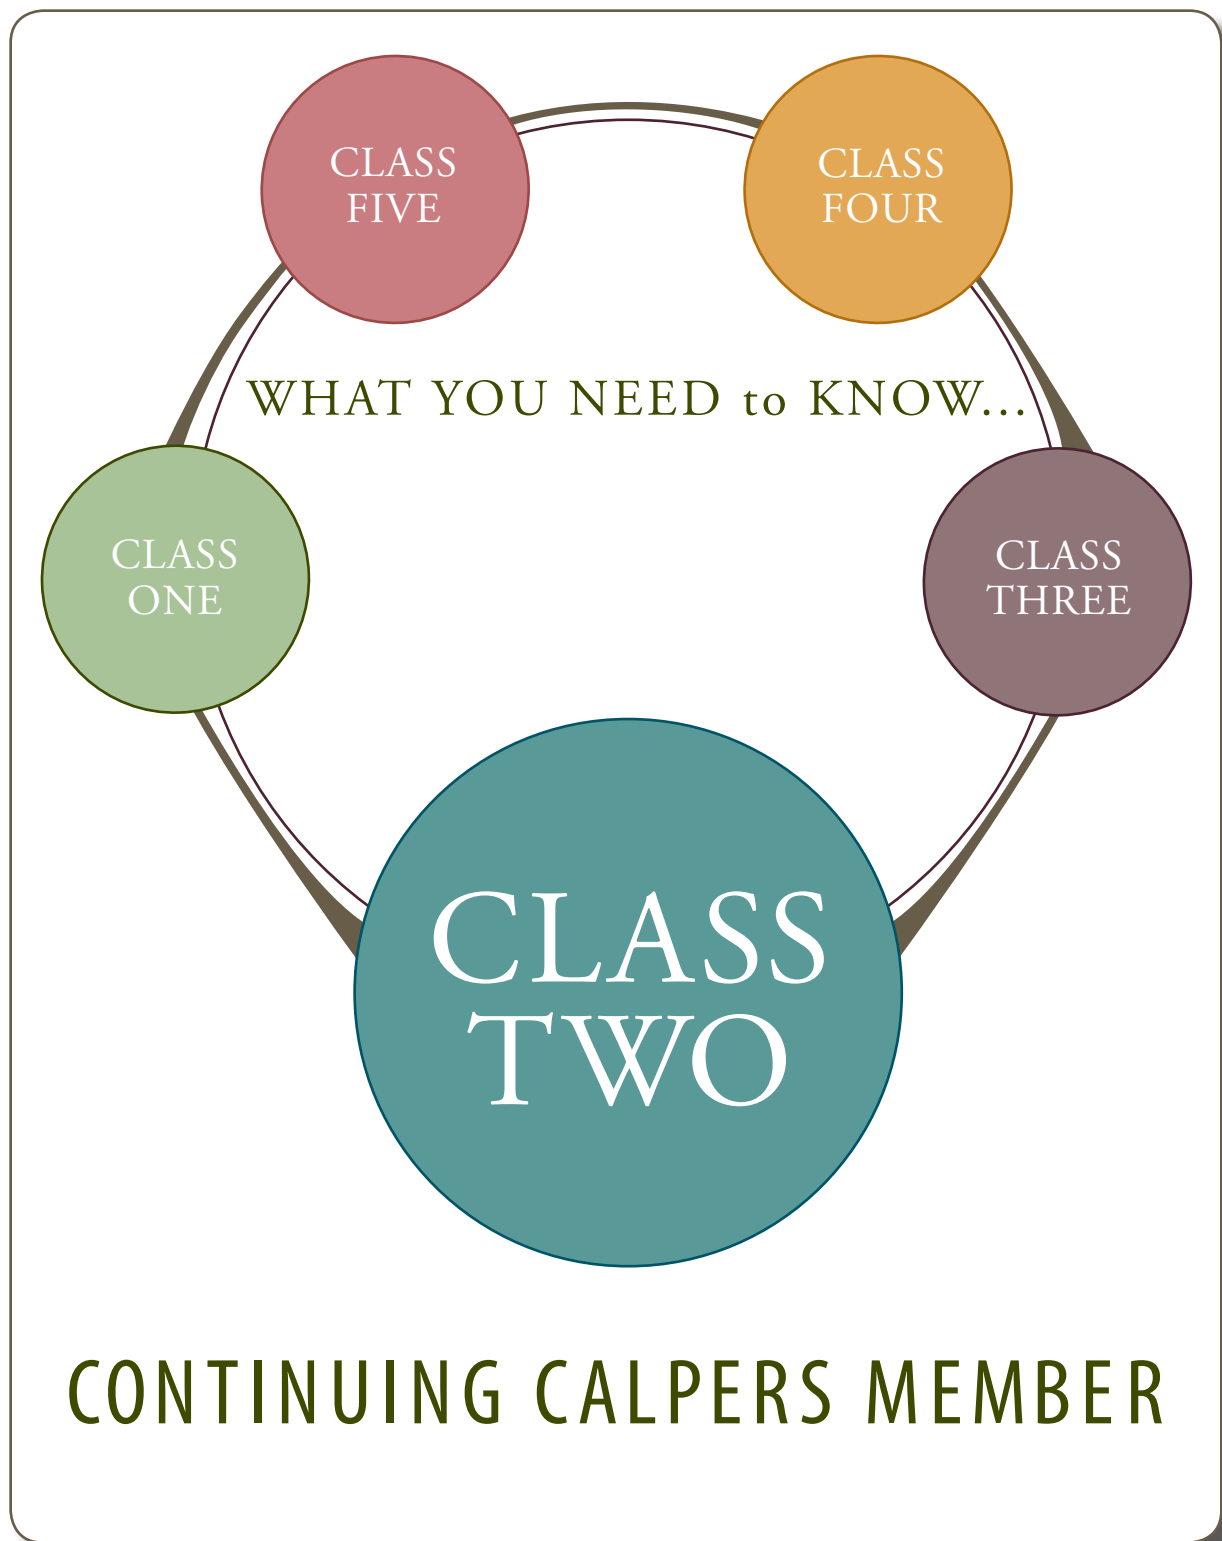 CLASS
FIVE
CLASS
FOUR
WHAT YOU NEED to KNOW...
CLASS
ONE
CLASS
THREE
CLASS
TWO
CONTINUING CALPERS MEMBER